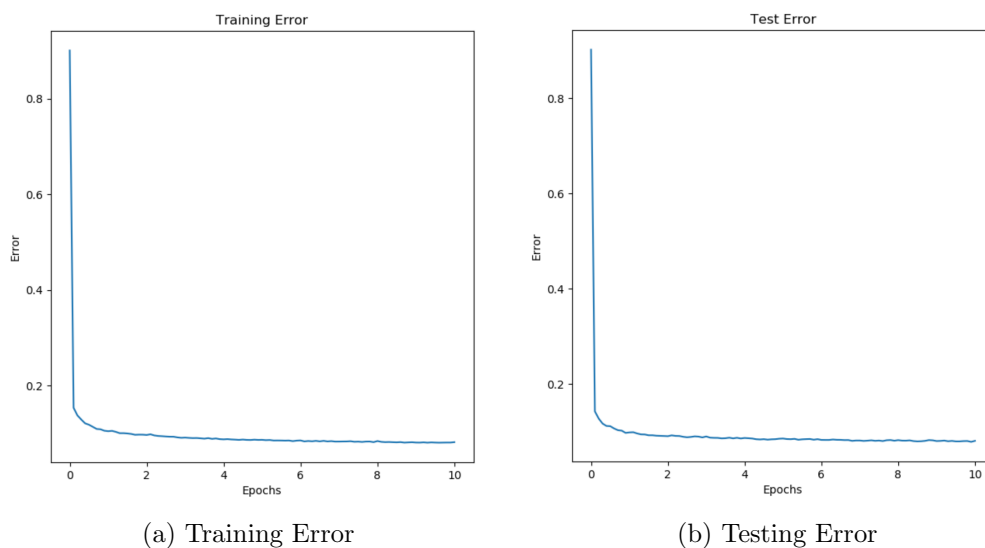 Training Error
Error
0.8
0.6
0.4
0.2
0 2 4 6 8 10
Epochs
(a) Training Error
Test Error
Error
0.8
0.6
0.4
0.2
0 2 4 6 8 10
Epochs
(b) Testing Error